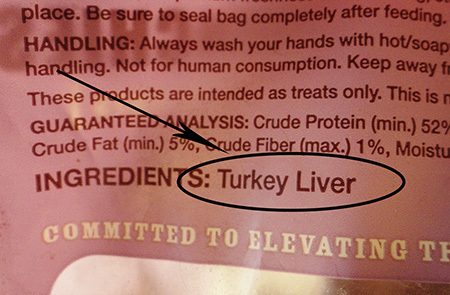 place. Be sure to seal bag completely after feeding.
HANDLING: Always wash your hands with hot/soap
handling. Not for human consumption. Keep away
These products are intended as treats only. This is
GUARANTEED ANALYSIS: Crude Protein (min.) 52%
Crude Fat (min.) 5%, Crude Fiber (max.) 1%, Moistu
INGREDIENTS: Turkey Liver
COMMITTED TO ELEVATING